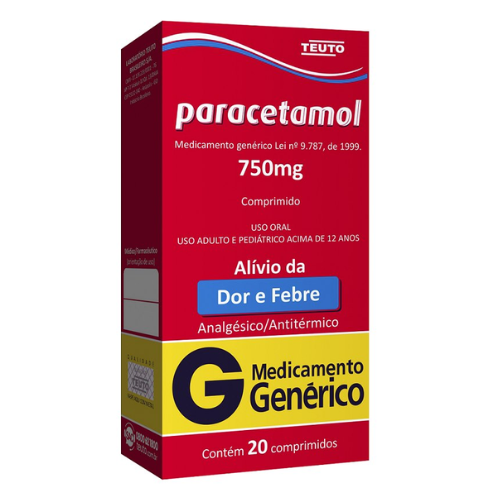 TEUTO
paracetamol
Medicamento genérico Lei nº 9.787, de 1999.
750mg
Comprimido
USO ORAL
USO ADULTO E PEDIÁTRICO ACIMA DE 12 ANOS
Alívio da
Dor e Febre
Analgésico/Antitérmico
G Medicamento
Genérico
Contém 20 comprimidos
TEUTO